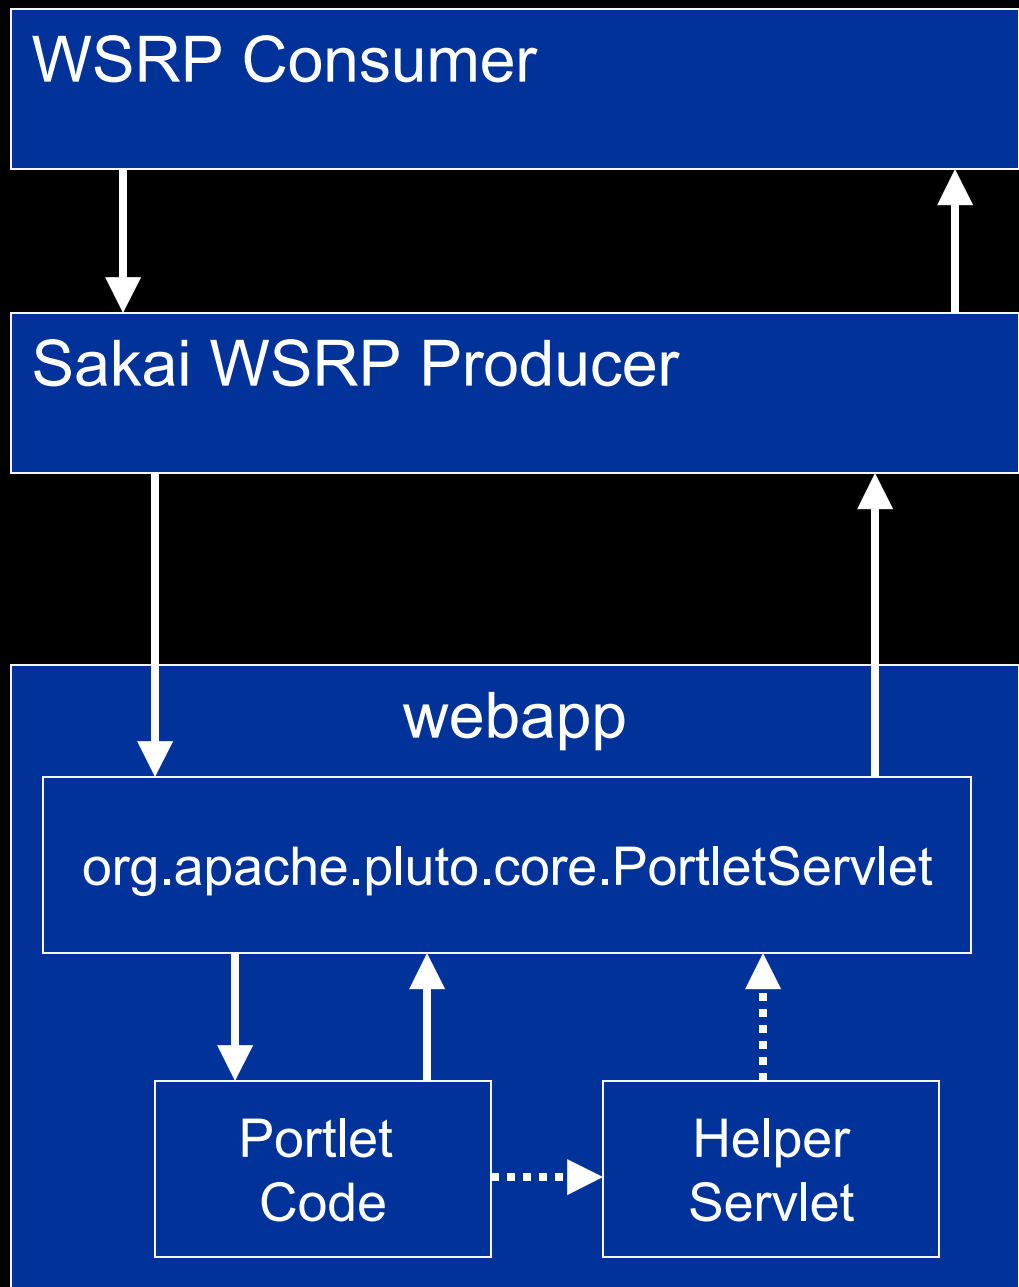 WSRP Consumer
Sakai WSRP Producer
webapp
org.apache.pluto.core.PortletServlet
Portlet
Code
Helper
Servlet